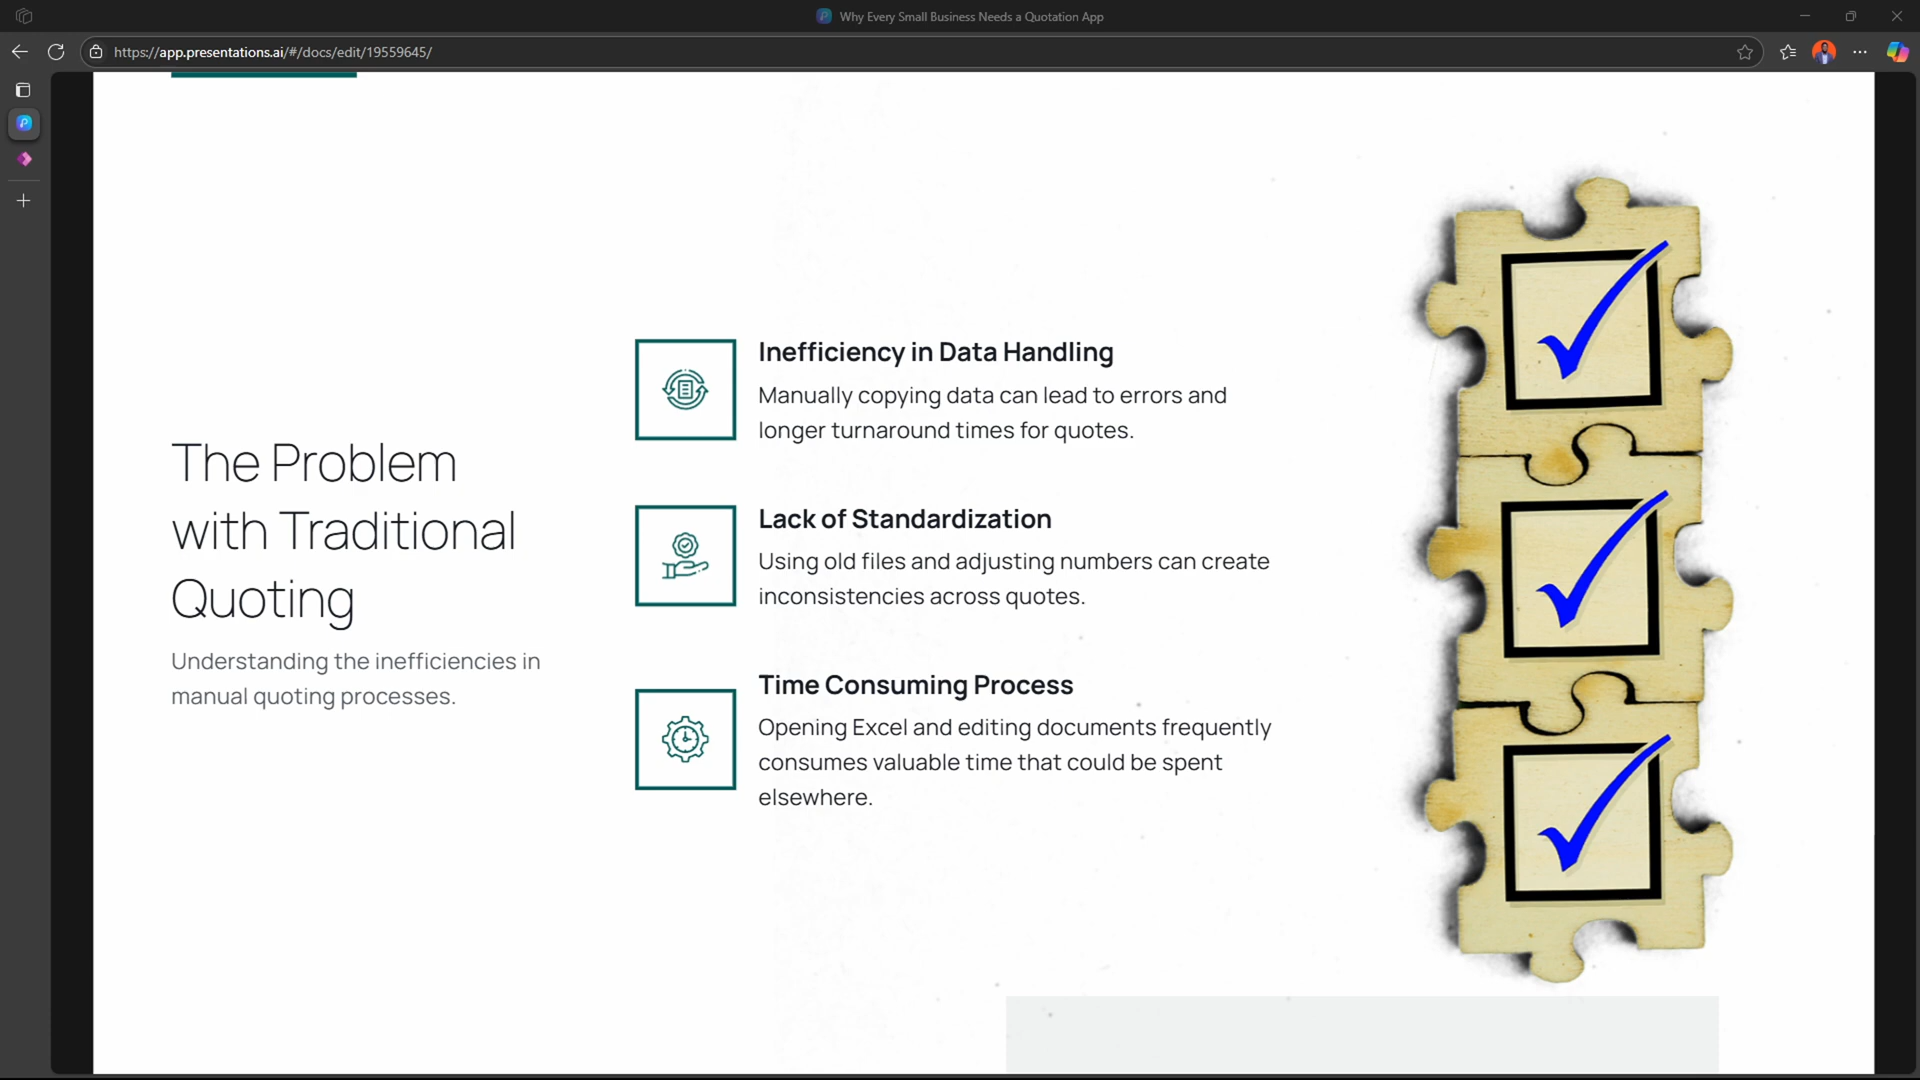 Why Every Small Business Needs a Quotation App
https://app.presentations.ai/#/docs/edit/19559645/
The Problem
with Traditional
Quoting
Understanding the inefficiencies in
manual quoting processes.
Inefficiency in Data Handling
Manually copying data can lead to errors and
longer turnaround times for quotes.
Lack of Standardization
Using old files and adjusting numbers can create
inconsistencies across quotes.
Time Consuming Process
Opening Excel and editing documents frequently
consumes valuable time that could be spent
elsewhere.